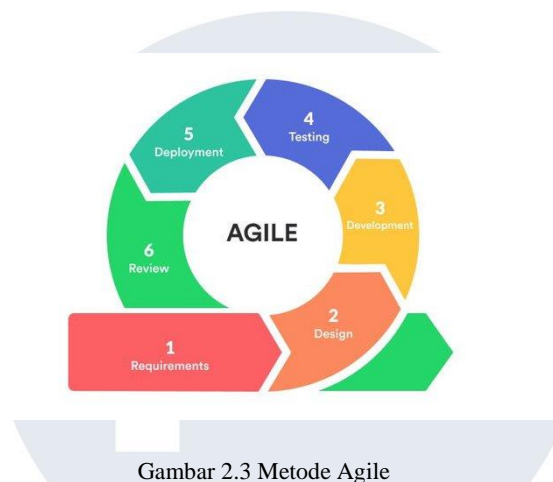 AGILE
1
Requirements
2
Design
3
Development
4
Testing
5
Deployment
6
Review
Gambar 2.3 Metode Agile